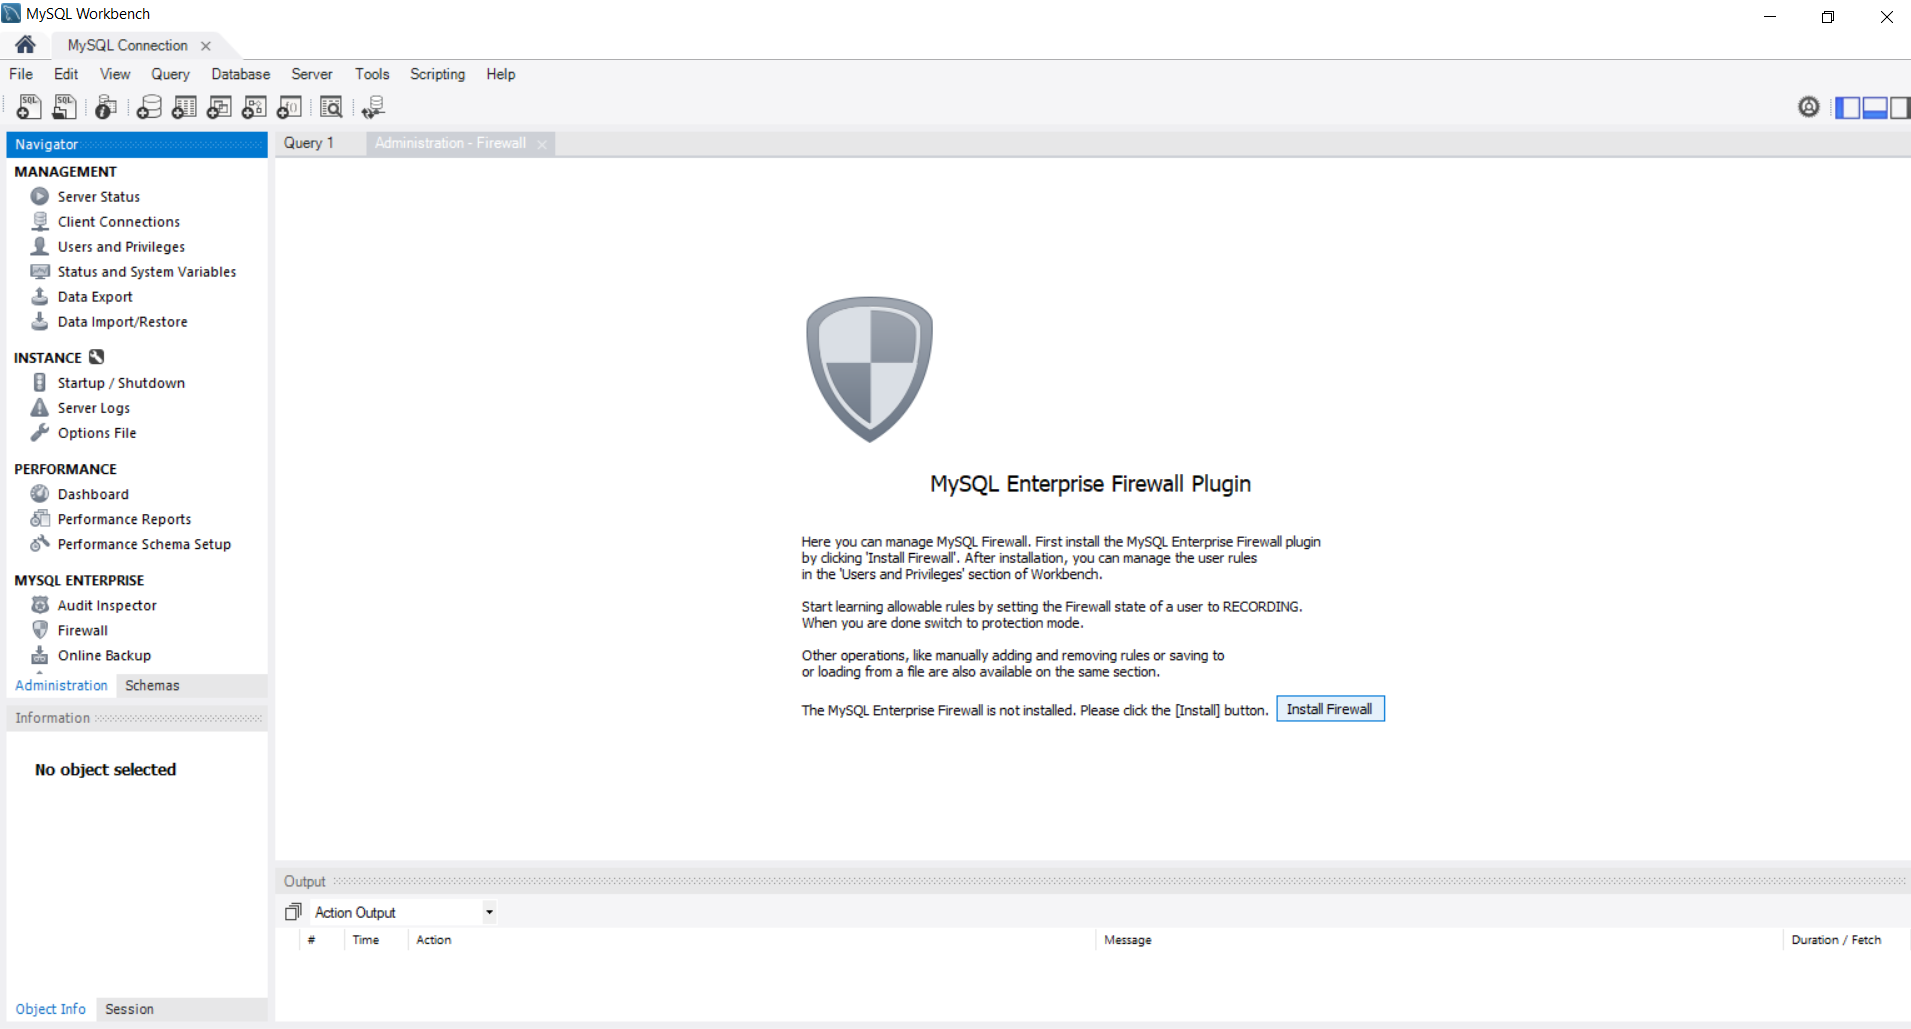 MySQL Workbench
MySQL Connection
File Edit View Query Database Server Tools Scripting Help
Navigator
MANAGEMENT
Server Status
Client Connections
Users and Privileges
Status and System Variables
Data Export
Data Import/Restore
INSTANCE
Startup / Shutdown
Server Logs
Options File
PERFORMANCE
Dashboard
Performance Reports
Performance Schema Setup
MYSQL ENTERPRISE
Audit Inspector
Firewall
Online Backup
Administration Schemas
Information
No object selected
Object Info Session
Query 1 Administration - Firewall
MySQL Enterprise Firewall Plugin
Here you can manage MySQL Firewall. First install the MySQL Enterprise Firewall plugin
by clicking 'Install Firewall'. After installation, you can manage the user rules
in the 'Users and Privileges' section of Workbench.
Start learning allowable rules by setting the Firewall state of a user to RECORDING.
When you are done switch to protection mode.
Other operations, like manually adding and removing rules or saving to
or loading from a file are also available on the same section.
The MySQL Enterprise Firewall is not installed. Please click the [Install] button. Install Firewall
Output
Action Output
# Time Action Message Duration / Fetch